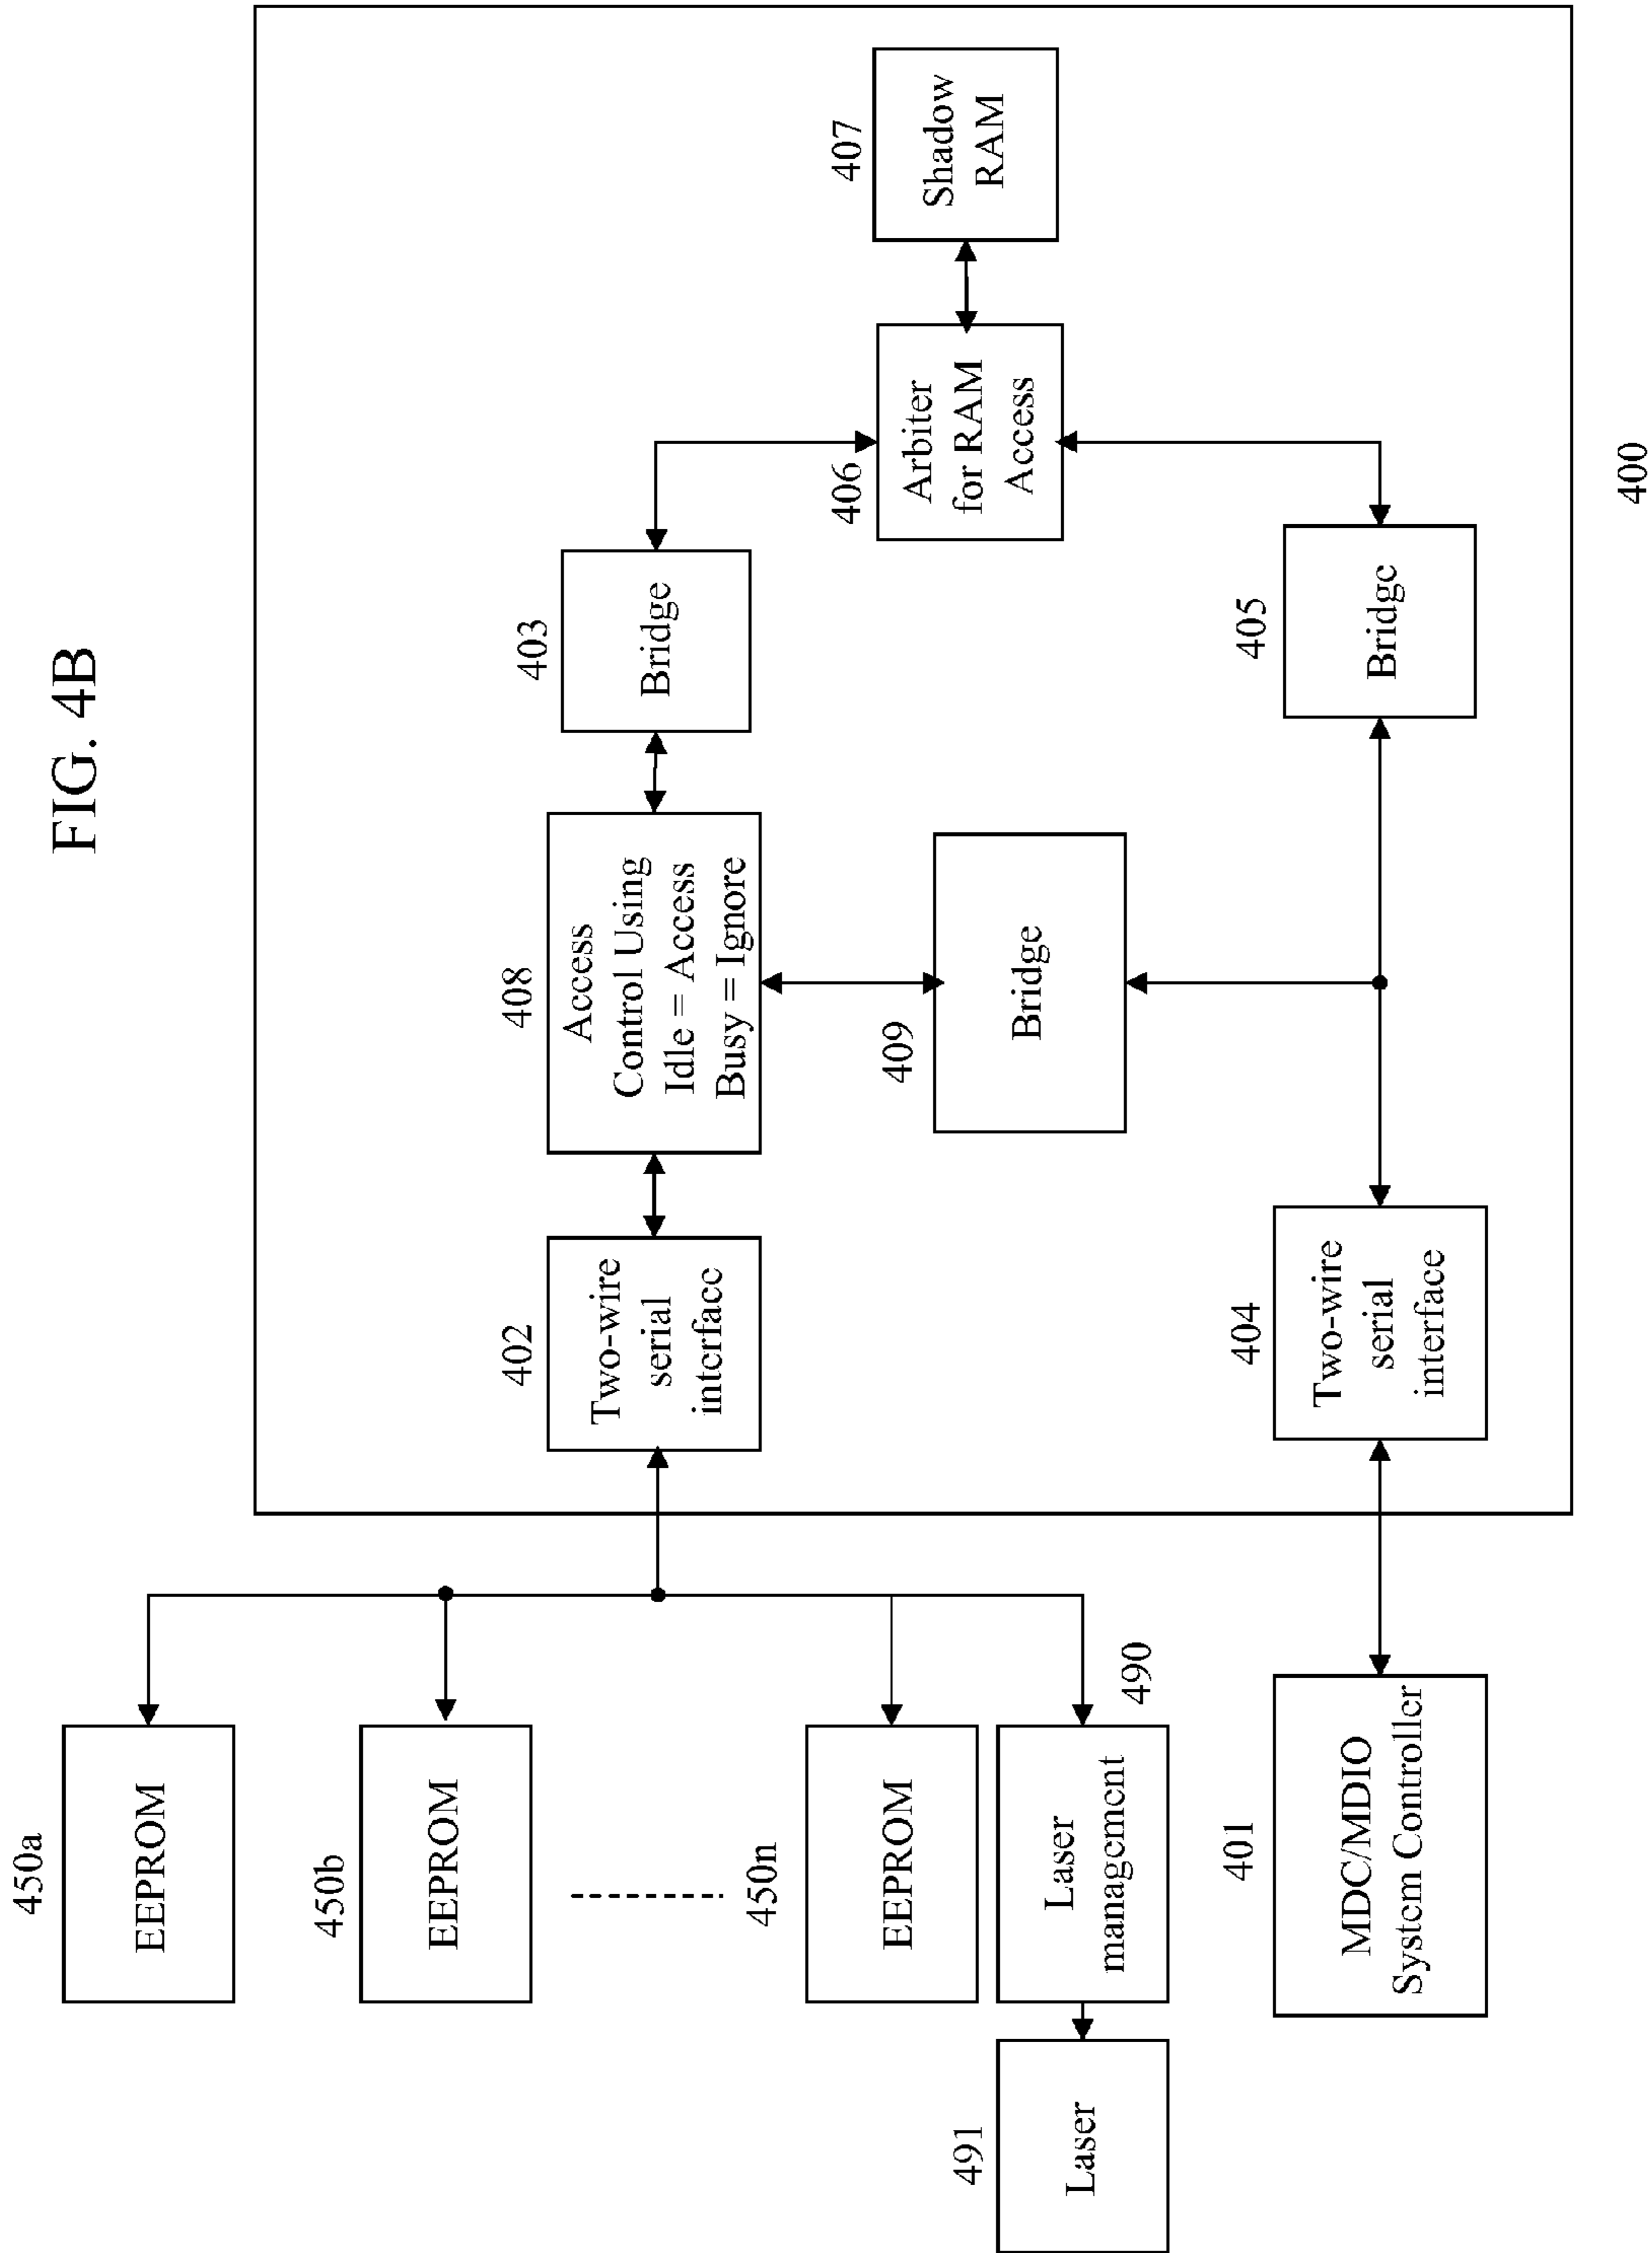 FIG. 4B
450a
EEPROM
450b
EEPROM
450n
EEPROM
490
Laser
management
491
Laser
401
MDC/MDIO
System Controller
402
Two-wire
serial
interface
408
Access
Control Using
Idle = Access
Busy = Ignore
403
Bridge
409
Bridge
404
Two-wire
serial
interface
405
Bridge
406
Arbiter
for RAM
Access
407
Shadow
RAM
400